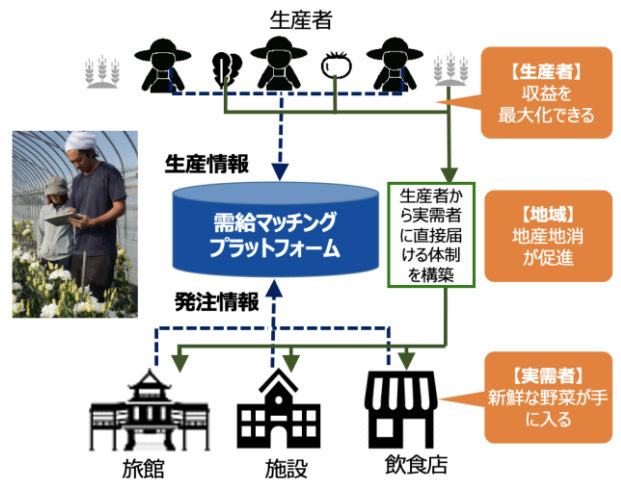 生産者
【生産者】
収益を
最大化できる
生産情報
需給マッチング
プラットフォーム
生産者か
ら実需者
に直接届
ける体制
を構築
【地域】
地産地消
が促進
発注情報
【実需者】
新鮮な野菜が手
に入る
旅館
施設
飲食店